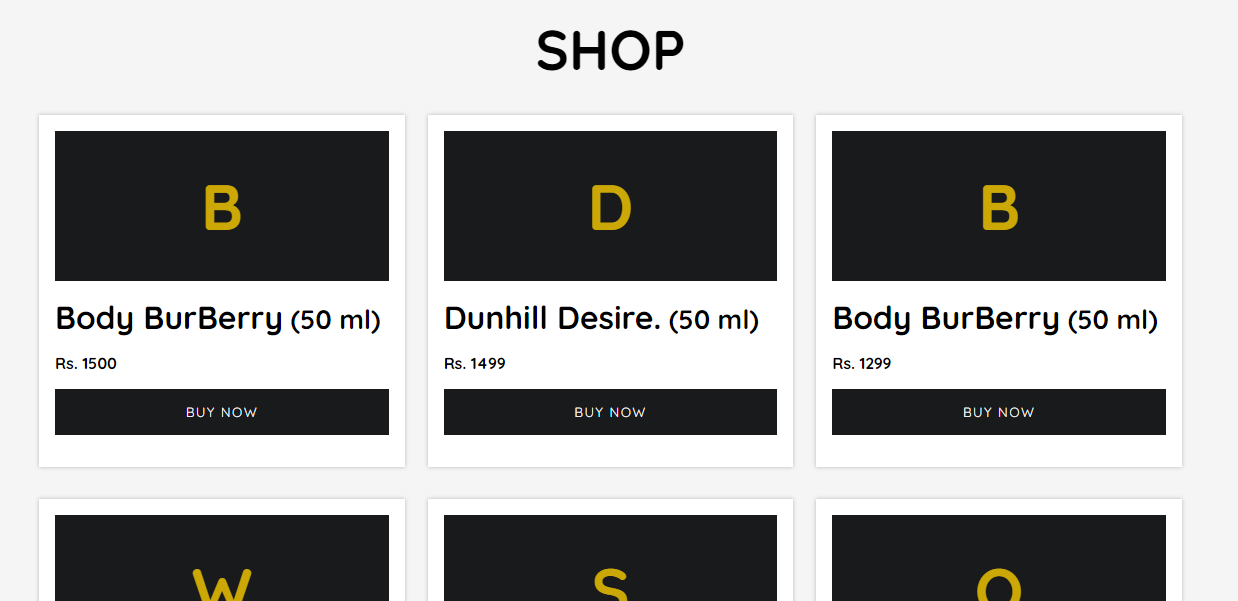 SHOP
B
D
B
Body BurBerry (50 ml)
Dunhill Desire. (50 ml)
Body BurBerry (50 ml)
Rs. 1500
Rs. 1499
Rs. 1299
BUY NOW
BUY NOW
BUY NOW
W
S